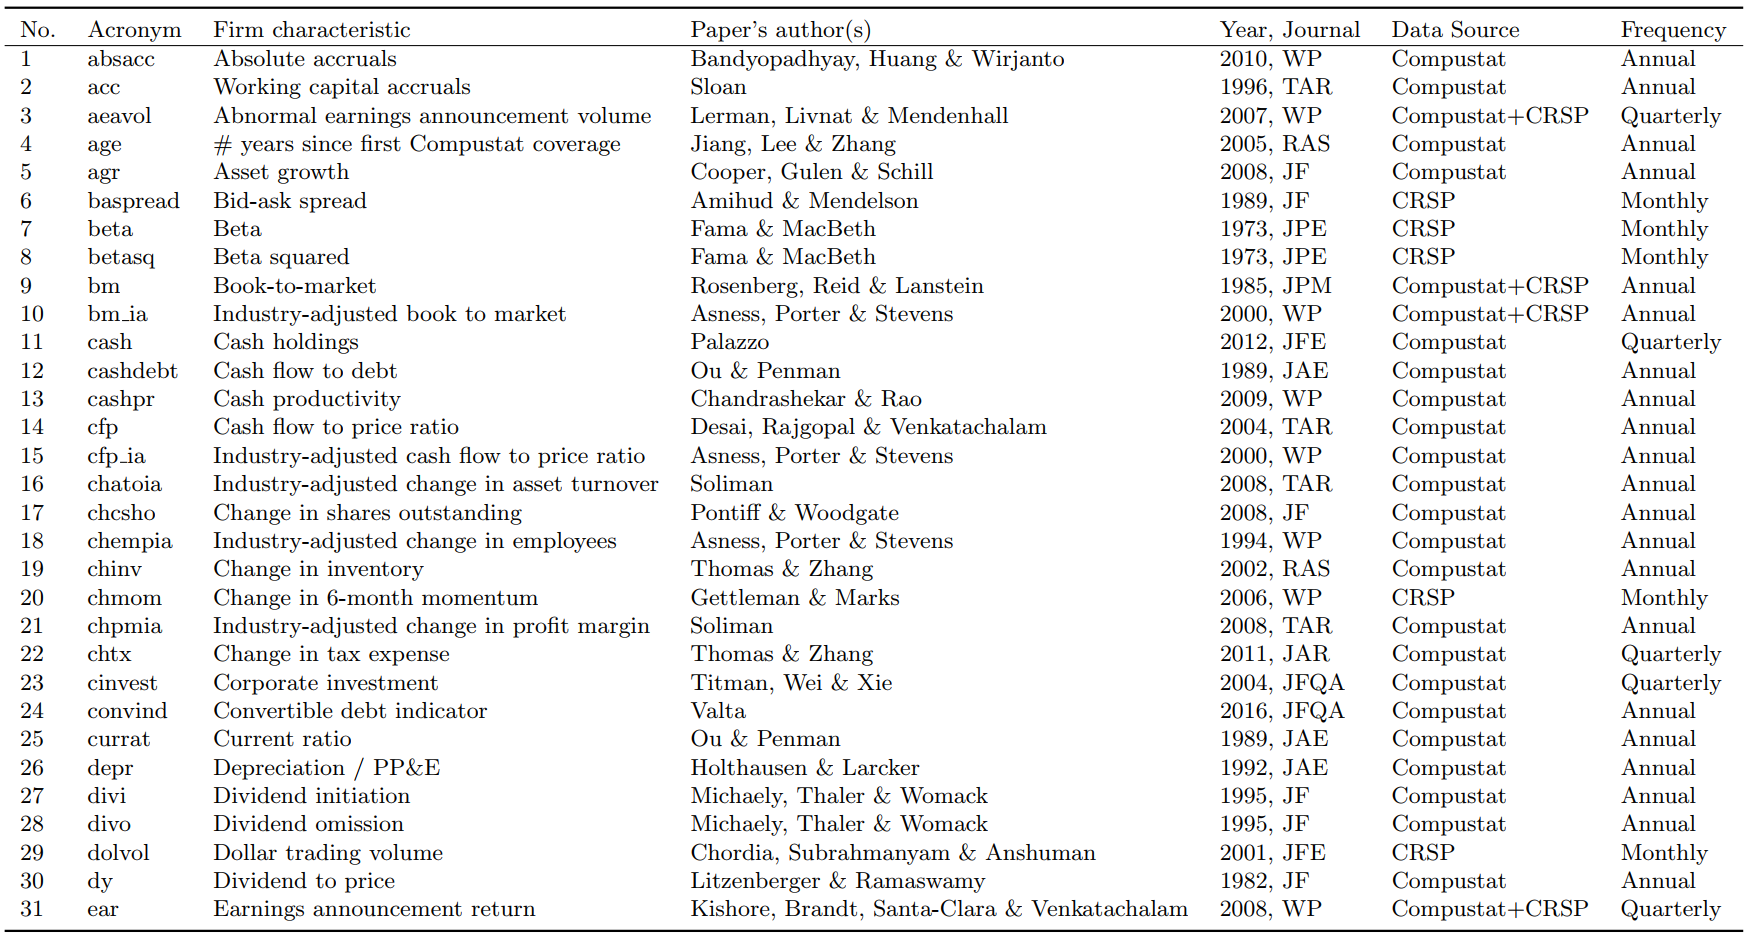 No. Acronym Firm characteristic Paper's author(s) Year, Journal Data Source Frequency
1 absacc Absolute accruals Bandyopadhyay, Huang & Wirjanto 2010, WP Compustat Annual
2 acc Working capital accruals Sloan 1996, TAR Compustat Annual
3 aeavol Abnormal earnings announcement volume Lerman, Livnat & Mendenhall 2007, WP Compustat+CRSP Quarterly
4 age # years since first Compustat coverage Jiang, Lee & Zhang 2005, RAS Compustat Annual
5 agr Asset growth Cooper, Gulen & Schill 2008, JF Compustat Annual
6 baspread Bid-ask spread Amihud & Mendelson 1989, JF CRSP Monthly
7 beta Beta Fama & MacBeth 1973, JPE CRSP Monthly
8 betasq Beta squared Fama & MacBeth 1973, JPE CRSP Monthly
9 bm Book-to-market Rosenberg, Reid & Lanstein 1985, JPM Compustat+CRSP Annual
10 bm_ia Industry-adjusted book to market Asness, Porter & Stevens 2000, WP Compustat+CRSP Annual
11 cash Cash holdings Palazzo 2012, JFE Compustat Quarterly
12 cashdebt Cash flow to debt Ou & Penman 1989, JAE Compustat Annual
13 cashpr Cash productivity Chandrashekar & Rao 2009, WP Compustat Annual
14 cfp Cash flow to price ratio Desai, Rajgopal & Venkatachalam 2004, TAR Compustat Annual
15 cfp_ia Industry-adjusted cash flow to price ratio Asness, Porter & Stevens 2000, WP Compustat Annual
16 chatoia Industry-adjusted change in asset turnover Soliman 2008, TAR Compustat Annual
17 chcsho Change in shares outstanding Pontiff & Woodgate 2008, JF Compustat Annual
18 chempia Industry-adjusted change in employees Asness, Porter & Stevens 1994, WP Compustat Annual
19 chinv Change in inventory Thomas & Zhang 2002, RAS Compustat Annual
20 chmom Change in 6-month momentum Gettleman & Marks 2006, WP CRSP Monthly
21 chpmia Industry-adjusted change in profit margin Soliman 2008, TAR Compustat Annual
22 chtx Change in tax expense Thomas & Zhang 2011, JAR Compustat Quarterly
23 cinvest Corporate investment Titman, Wei & Xie 2004, JFQA Compustat Quarterly
24 convind Convertible debt indicator Valta 2016, JFQA Compustat Annual
25 currat Current ratio Ou & Penman 1989, JAE Compustat Annual
26 depr Depreciation / PP&E Holthausen & Larcker 1992, JAE Compustat Annual
27 divi Dividend initiation Michaely, Thaler & Womack 1995, JF Compustat Annual
28 divo Dividend omission Michaely, Thaler & Womack 1995, JF Compustat Annual
29 dolvol Dollar trading volume Chordia, Subrahmanyam & Anshuman 2001, JFE CRSP Monthly
30 dy Dividend to price Litzenberger & Ramaswamy 1982, JF Compustat Annual
31 ear Earnings announcement return Kishore, Brandt, Santa-Clara & Venkatachalam 2008, WP Compustat+CRSP Quarterly